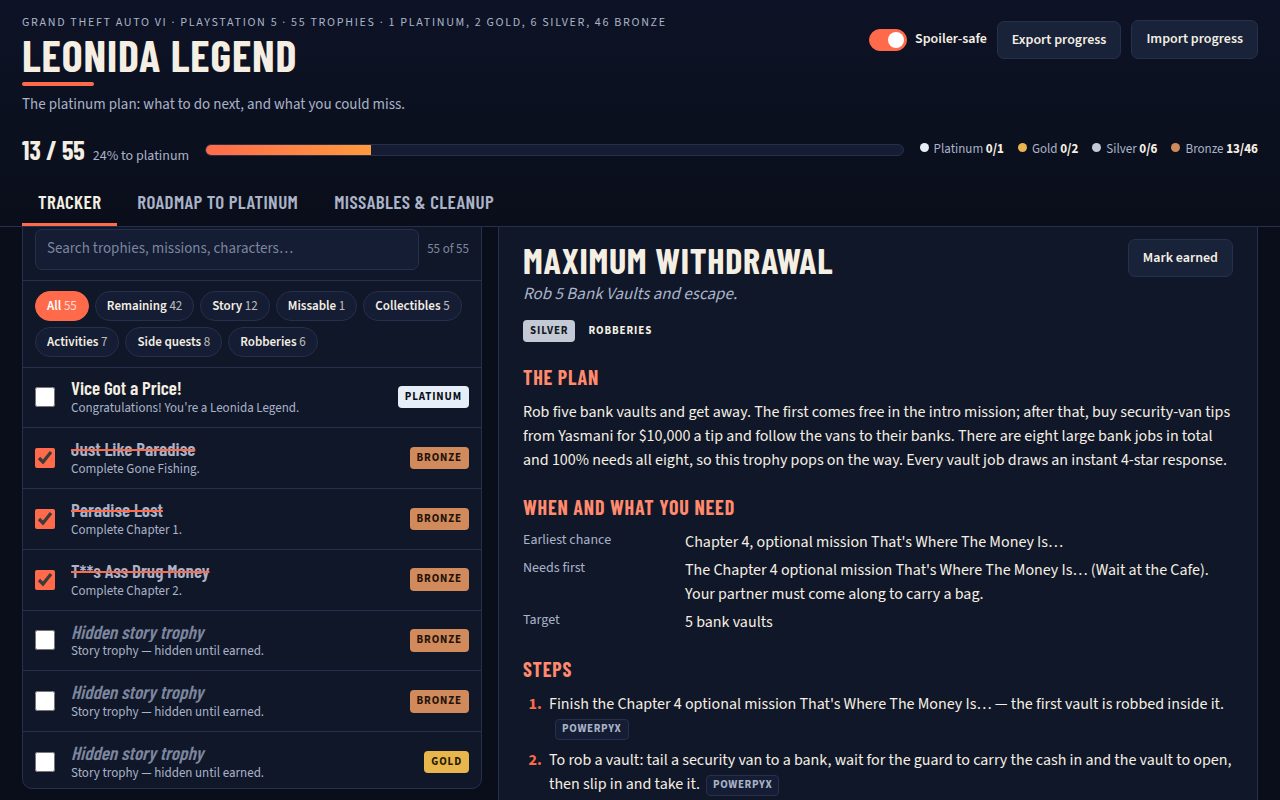 GRAND THEFT AUTO VI · PLAYSTATION 5 · 55 TROPHIES · 1 PLATINUM, 2 GOLD, 6 SILVER, 46 BRONZE
LEONIDA LEGEND
The platinum plan: what to do next, and what you could miss.
Spoiler-safe
Export progress
Import progress
13 / 55 24% to platinum
Platinum 0/1 Gold 0/2 Silver 0/6 Bronze 13/46
TRACKER ROADMAP TO PLATINUM MISSABLES & CLEANUP
Search trophies, missions, characters…
55 of 55
All 55 Remaining 42 Story 12 Missable 1 Collectibles 5
Activities 7 Side quests 8 Robberies 6
Vice Got a Price!
Congratulations! You're a Leonida Legend.
PLATINUM
Just Like Paradise
Complete Gone Fishing.
BRONZE
Paradise Lost
Complete Chapter 1.
BRONZE
T**s Ass Drug Money
Complete Chapter 2.
BRONZE
Hidden story trophy
Story trophy — hidden until earned.
BRONZE
Hidden story trophy
Story trophy — hidden until earned.
BRONZE
Hidden story trophy
Story trophy — hidden until earned.
GOLD
MAXIMUM WITHDRAWAL
Mark earned
Rob 5 Bank Vaults and escape.
SILVER ROBBERIES
THE PLAN
Rob five bank vaults and get away. The first comes free in the intro mission; after that, buy security-van tips
from Yasmani for $10,000 a tip and follow the vans to their banks. There are eight large bank jobs in total
and 100% needs all eight, so this trophy pops on the way. Every vault job draws an instant 4-star response.
WHEN AND WHAT YOU NEED
Earliest chance Chapter 4, optional mission That's Where The Money Is…
Needs first The Chapter 4 optional mission That's Where The Money Is… (Wait at the Cafe).
Your partner must come along to carry a bag.
Target 5 bank vaults
STEPS
1. Finish the Chapter 4 optional mission That's Where The Money Is… — the first vault is robbed inside it.
POWERPYX
2. To rob a vault: tail a security van to a bank, wait for the guard to carry the cash in and the vault to open,
then slip in and take it. POWERPYX